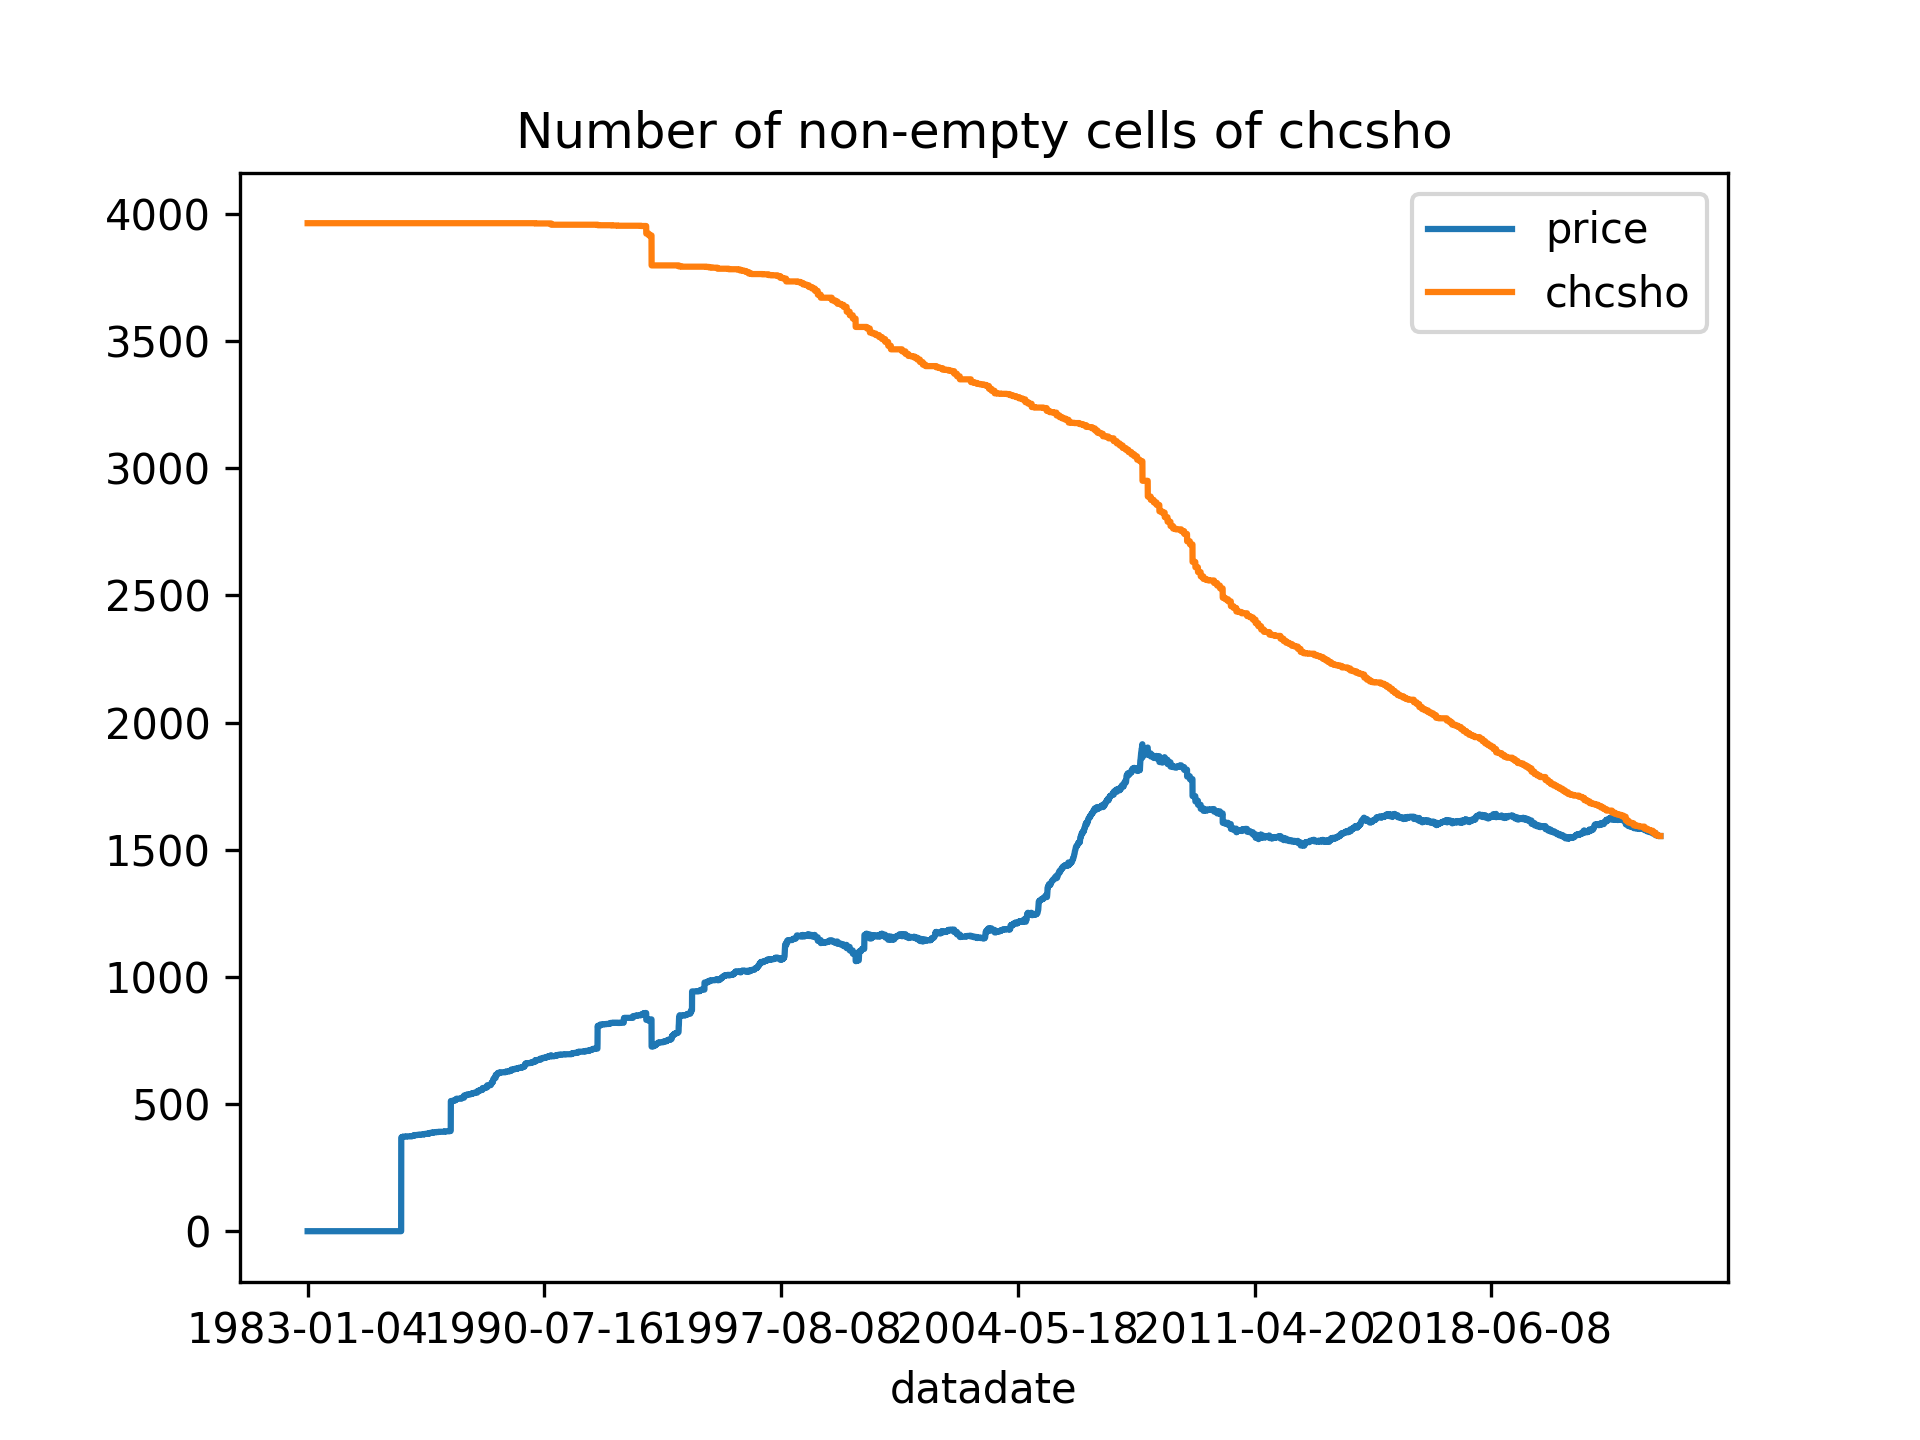 Number of non-empty cells of chcsho
price
chcsho
4000
3500
3000
2500
2000
1500
1000
500
0
1983-01-04 1990-07-16 1997-08-08 2004-05-18 2011-04-20 2018-06-08
datadate